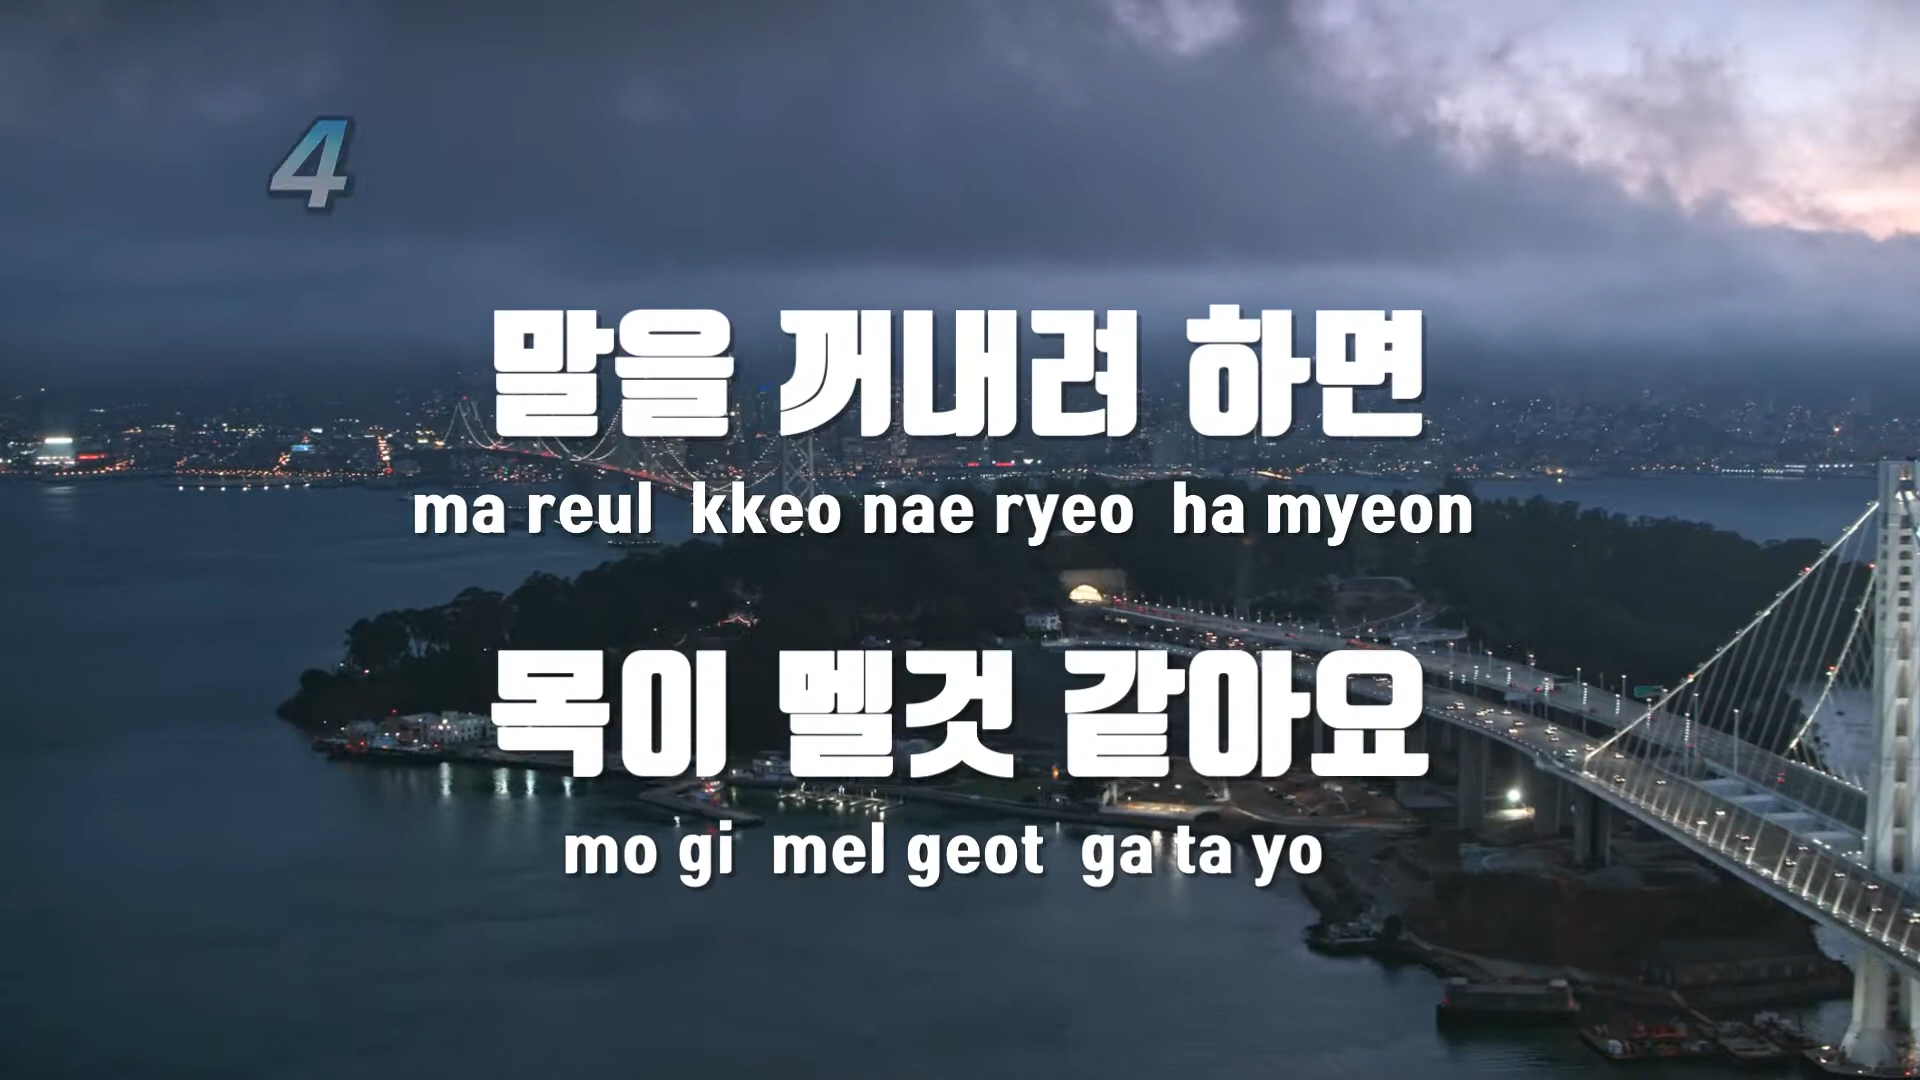 4
말을 꺼내려 하면
ma reul kkeo nae ryeo ha myeon
목이 멜것 같아요
mo gi mel geot ga ta yo